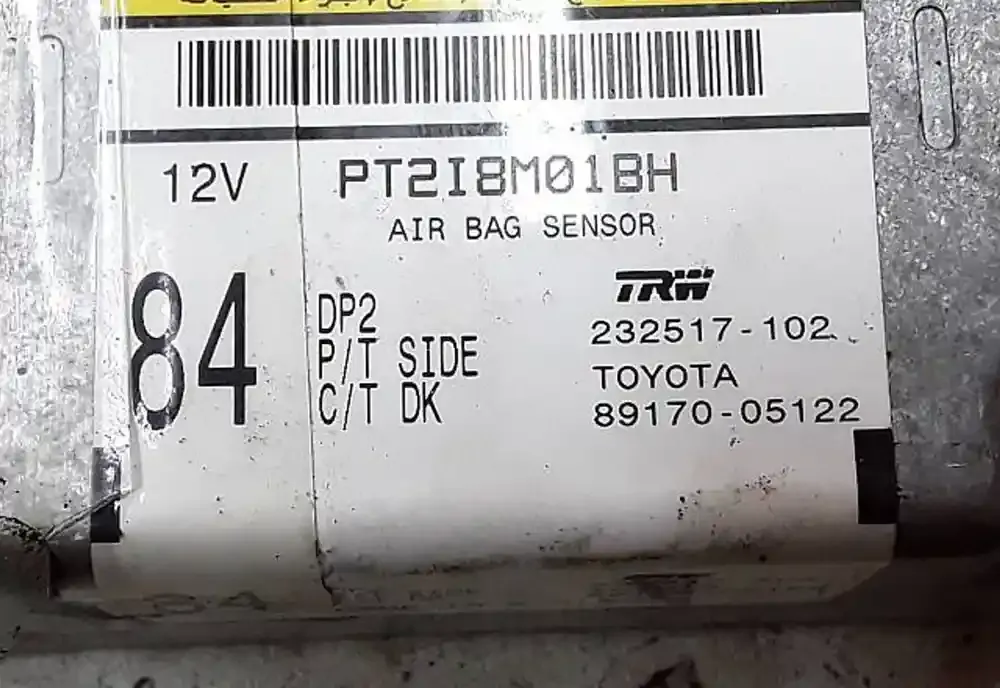 12V PT2I8M01BH
AIR BAG SENSOR
84
DP2
P/T SIDE
C/T DK
TRW
232517-102
TOYOTA
89170-05122